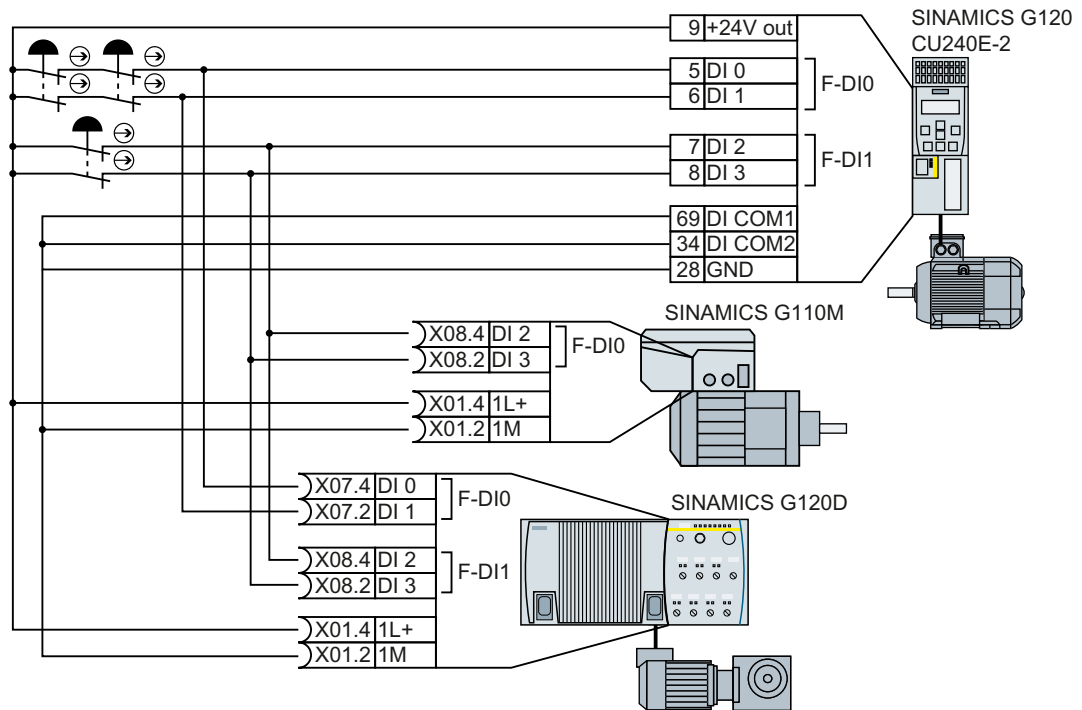 SINAMICS G120
CU240E-2
9 +24V out
5 DI 0
6 DI 1
F-DI0
7 DI 2
8 DI 3
F-DI1
69 DI COM1
34 DI COM2
28 GND
SINAMICS G110M
X08.4 DI 2
X08.2 DI 3
F-DI0
X01.4 1L+
X01.2 1M
SINAMICS G120D
X07.4 DI 0
X07.2 DI 1
F-DI0
X08.4 DI 2
X08.2 DI 3
F-DI1
X01.4 1L+
X01.2 1M